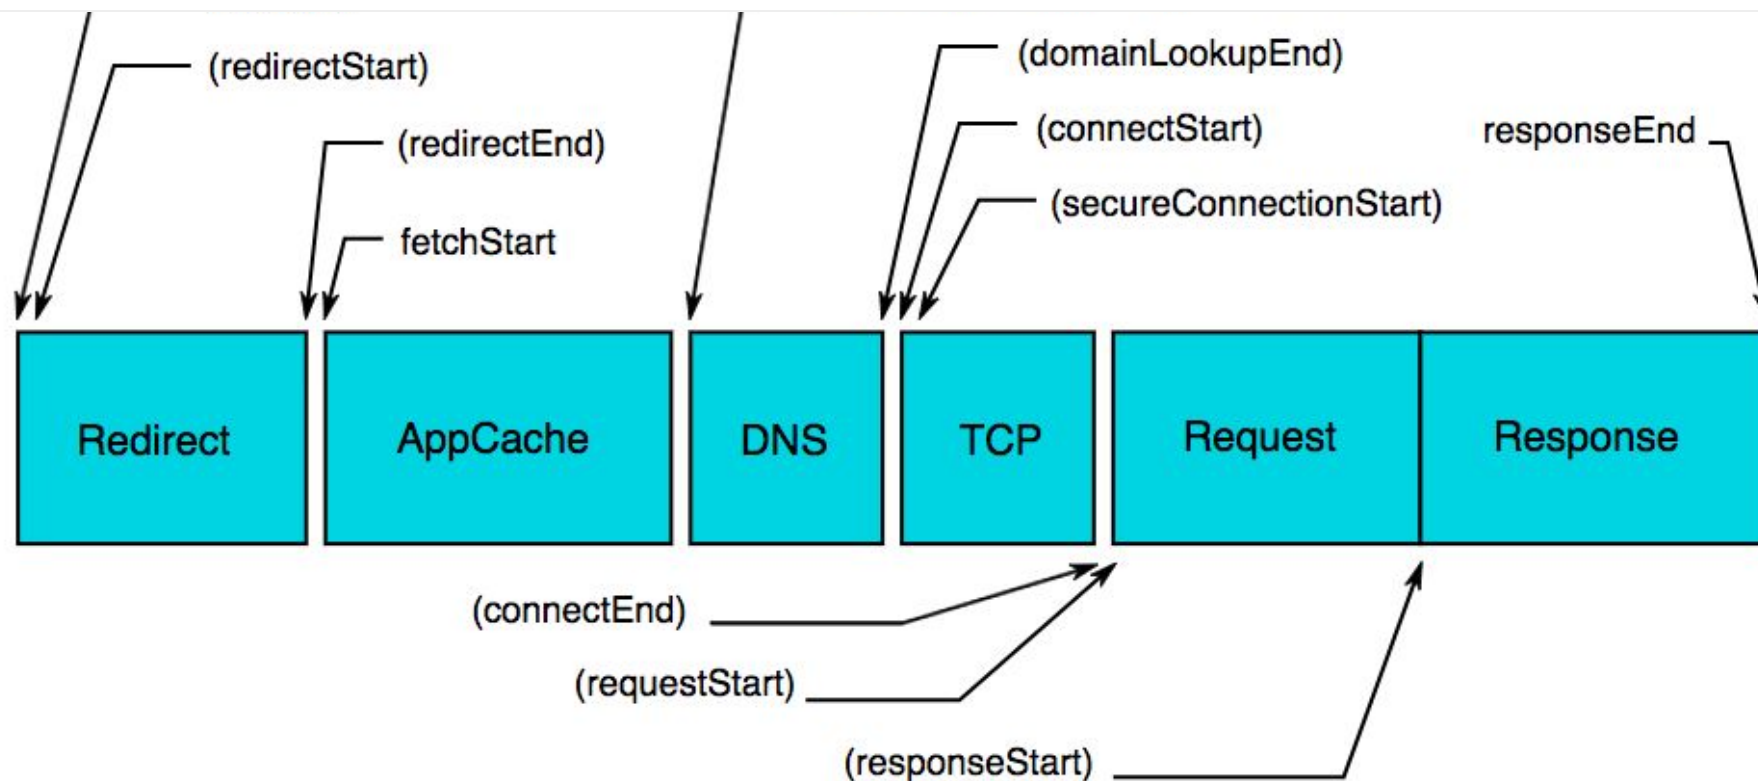 (redirectStart)
(domainLookupEnd)
(connectStart)
responseEnd
(redirectEnd)
(secureConnectionStart)
fetchStart
Redirect
AppCache
DNS
TCP
Request
Response
(connectEnd)
(requestStart)
(responseStart)